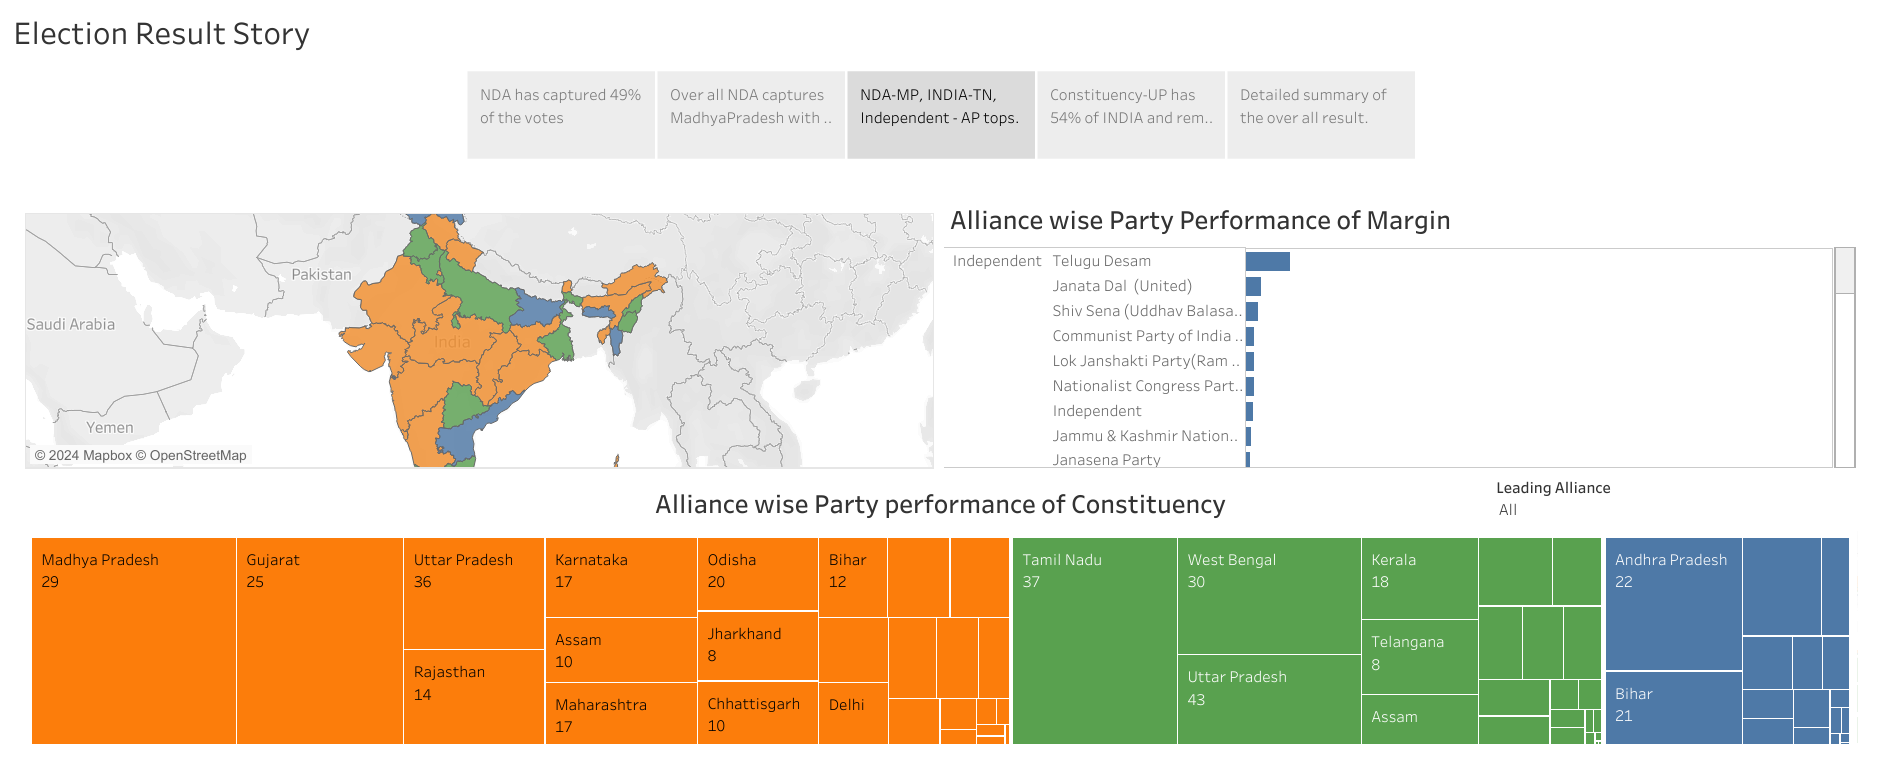 Election Result Story
NDA has captured 49%
of the votes
Over all NDA captures
MadhyaPradesh with ..
NDA-MP, INDIA-TN,
Independent - AP tops.
Constituency-UP has
54% of INDIA and rem..
Detailed summary of
the over all result.
Pakistan
Saudi Arabia
India
Yemen
© 2024 Mapbox © OpenStreetMap
Alliance wise Party Performance of Margin
Independent Telugu Desam
Janata Dal (United)
Shiv Sena (Uddhav Balasa..
Communist Party of India ..
Lok Janshakti Party(Ram ..
Nationalist Congress Part..
Independent
Jammu & Kashmir Nation..
Janasena Party
Alliance wise Party performance of Constituency
Leading Alliance
All
Madhya Pradesh
29
Gujarat
25
Uttar Pradesh
36
Rajasthan
14
Karnataka
17
Assam
10
Maharashtra
17
Odisha
20
Jharkhand
8
Chhattisgarh
10
Bihar
12
Delhi
Tamil Nadu
37
West Bengal
30
Uttar Pradesh
43
Kerala
18
Telangana
8
Assam
Andhra Pradesh
22
Bihar
21